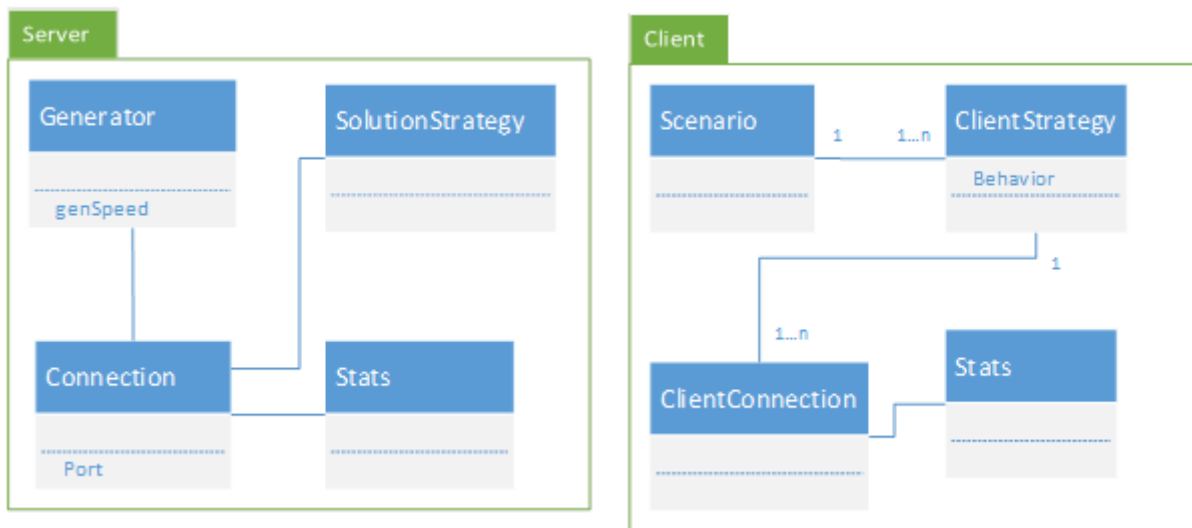 Server
Generator
SolutionStrategy
genSpeed
Connection
Stats
Port
Client
Scenario
1
1...n
ClientStrategy
Behavior
1
1...n
ClientConnection
Stats